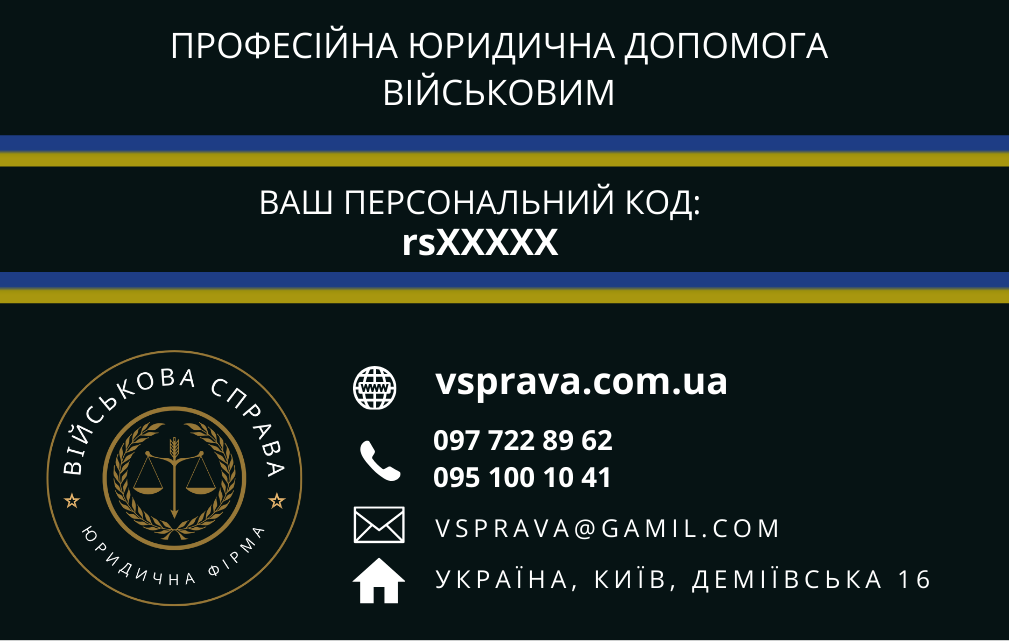 ПРОФЕСІЙНА ЮРИДИЧНА ДОПОМОГА
ВІЙСЬКОВИМ
ВАШ ПЕРСОНАЛЬНИЙ КОД:
rsXXXXX
ВІЙСЬКОВА СПРАВА
ЮРИДИЧНА ФІРМА
www
vsprava.com.ua
097 722 89 62
095 100 10 41
VSPRAVA@GAMIL.COM
УКРАЇНА, КИЇВ, ДЕМІЇВСЬКА 16